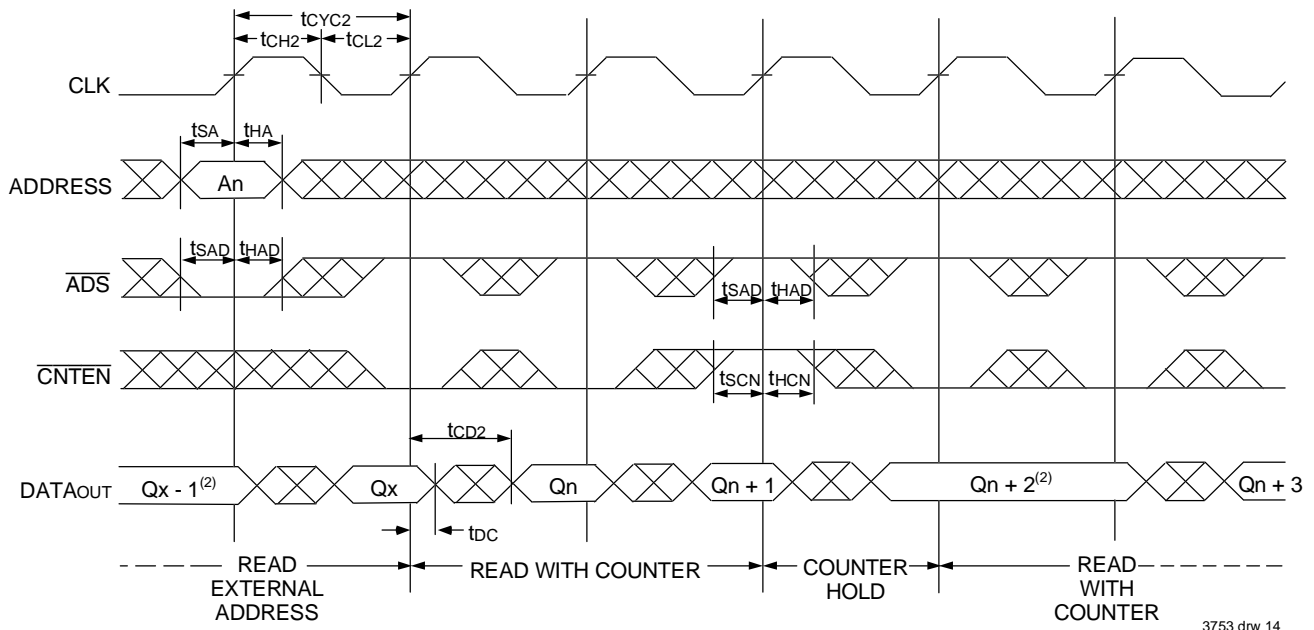 tCYC2
tCH2
tCL2
CLK
tSA
tHA
ADDRESS
An
tSAD
tHAD
ADS
tSAD
tHAD
CNTEN
tSCN
tHCN
tCD2
DATAOUT
Qx - 1(2)
Qx
Qn
Qn + 1
Qn + 2(2)
Qn + 3
tDC
READ
EXTERNAL
ADDRESS
READ WITH COUNTER
COUNTER
HOLD
READ
WITH
COUNTER
3753 drw 14